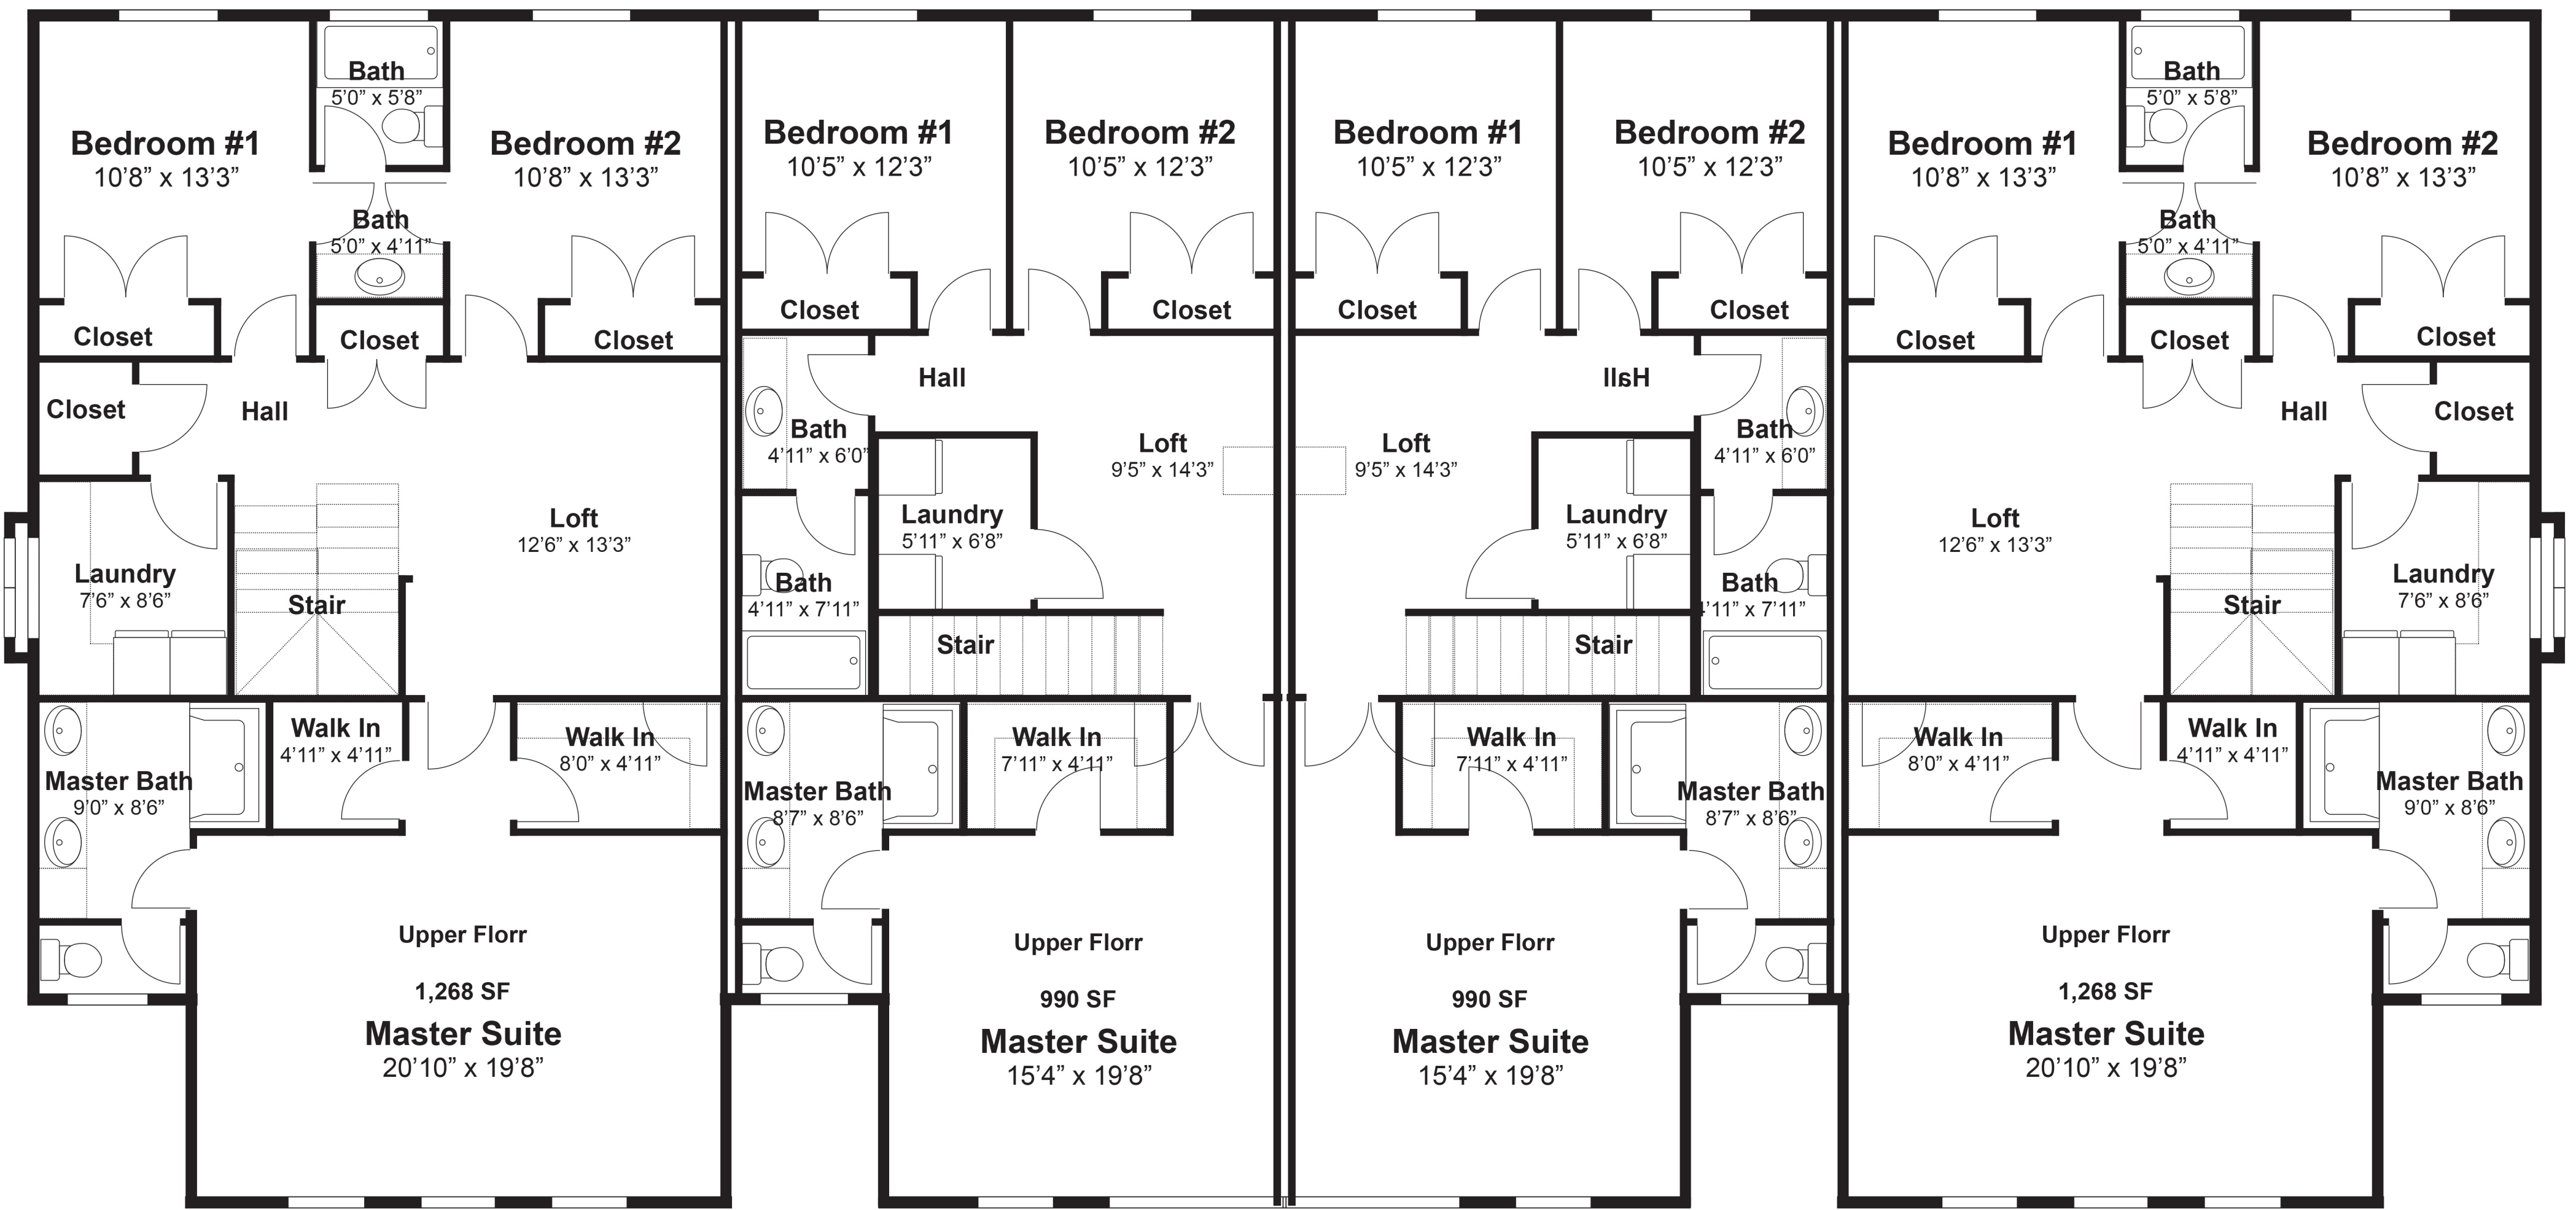 Bath
5’0” x 5’8”
Bedroom #1
10’8” x 13’3”
Bedroom #2
10’8” x 13’3”
Bath
5’0” x 4’11”
Closet
Closet
Closet
Closet
Hall
Loft
12’6” x 13’3”
Laundry
7’6” x 8’6”
Stair
Walk In
4’11” x 4’11”
Walk In
8’0” x 4’11”
Master Bath
9’0” x 8’6”
Upper Florr
1,268 SF
Master Suite
20’10” x 19’8”
Bedroom #1
10’5” x 12’3”
Bedroom #2
10’5” x 12’3”
Closet
Closet
Hall
Bath
4’11” x 6’0”
Loft
9’5” x 14’3”
Laundry
5’11” x 6’8”
Bath
4’11” x 7’11”
Stair
Walk In
7’11” x 4’11”
Master Bath
8’7” x 8’6”
Upper Florr
990 SF
Master Suite
15’4” x 19’8”
Bedroom #1
10’5” x 12’3”
Bedroom #2
10’5” x 12’3”
Closet
Closet
Hall
Loft
9’5” x 14’3”
Bath
4’11” x 6’0”
Laundry
5’11” x 6’8”
Bath
4’11” x 7’11”
Stair
Walk In
7’11” x 4’11”
Master Bath
8’7” x 8’6”
Upper Florr
990 SF
Master Suite
15’4” x 19’8”
Bath
5’0” x 5’8”
Bedroom #1
10’8” x 13’3”
Bedroom #2
10’8” x 13’3”
Bath
5’0” x 4’11”
Closet
Closet
Closet
Hall
Closet
Loft
12’6” x 13’3”
Laundry
7’6” x 8’6”
Stair
Walk In
8’0” x 4’11”
Walk In
4’11” x 4’11”
Master Bath
9’0” x 8’6”
Upper Florr
1,268 SF
Master Suite
20’10” x 19’8”